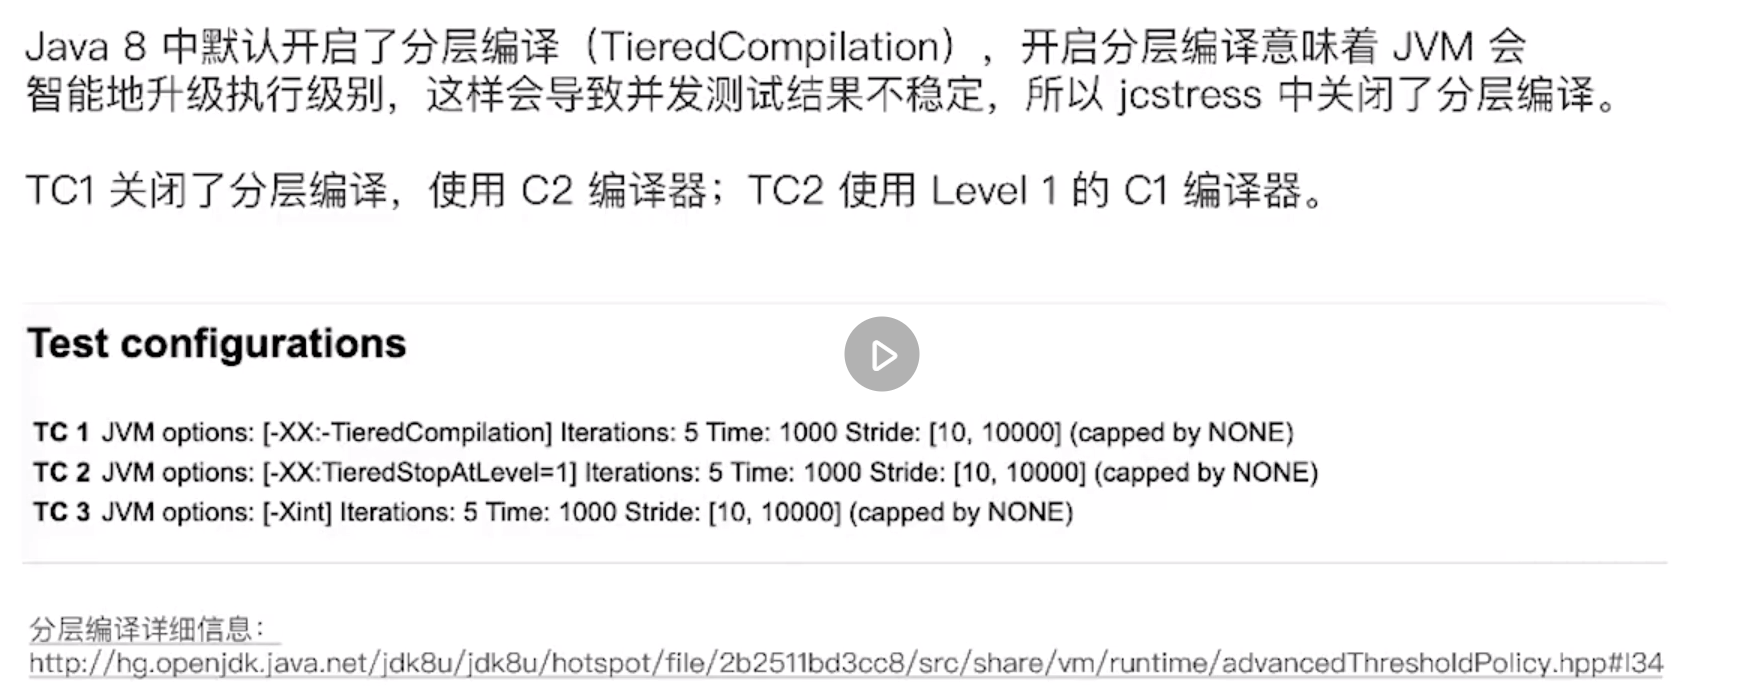 Java 8 中默认开启了分层编译（TieredCompilation），开启分层编译意味着 JVM 会
智能地升级执行级别，这样会导致并发测试结果不稳定，所以 jcstress 中关闭了分层编译。
TC1 关闭了分层编译，使用 C2 编译器；TC2 使用 Level 1 的 C1 编译器。
Test configurations
TC 1 JVM options: [-XX:-TieredCompilation] Iterations: 5 Time: 1000 Stride: [10, 10000] (capped by NONE)
TC 2 JVM options: [-XX:TieredStopAtLevel=1] Iterations: 5 Time: 1000 Stride: [10, 10000] (capped by NONE)
TC 3 JVM options: [-Xint] Iterations: 5 Time: 1000 Stride: [10, 10000] (capped by NONE)
分层编译详细信息：
http://hg.openjdk.java.net/jdk8u/jdk8u/hotspot/file/2b2511bd3cc8/src/share/vm/runtime/advancedThresholdPolicy.hpp#l34